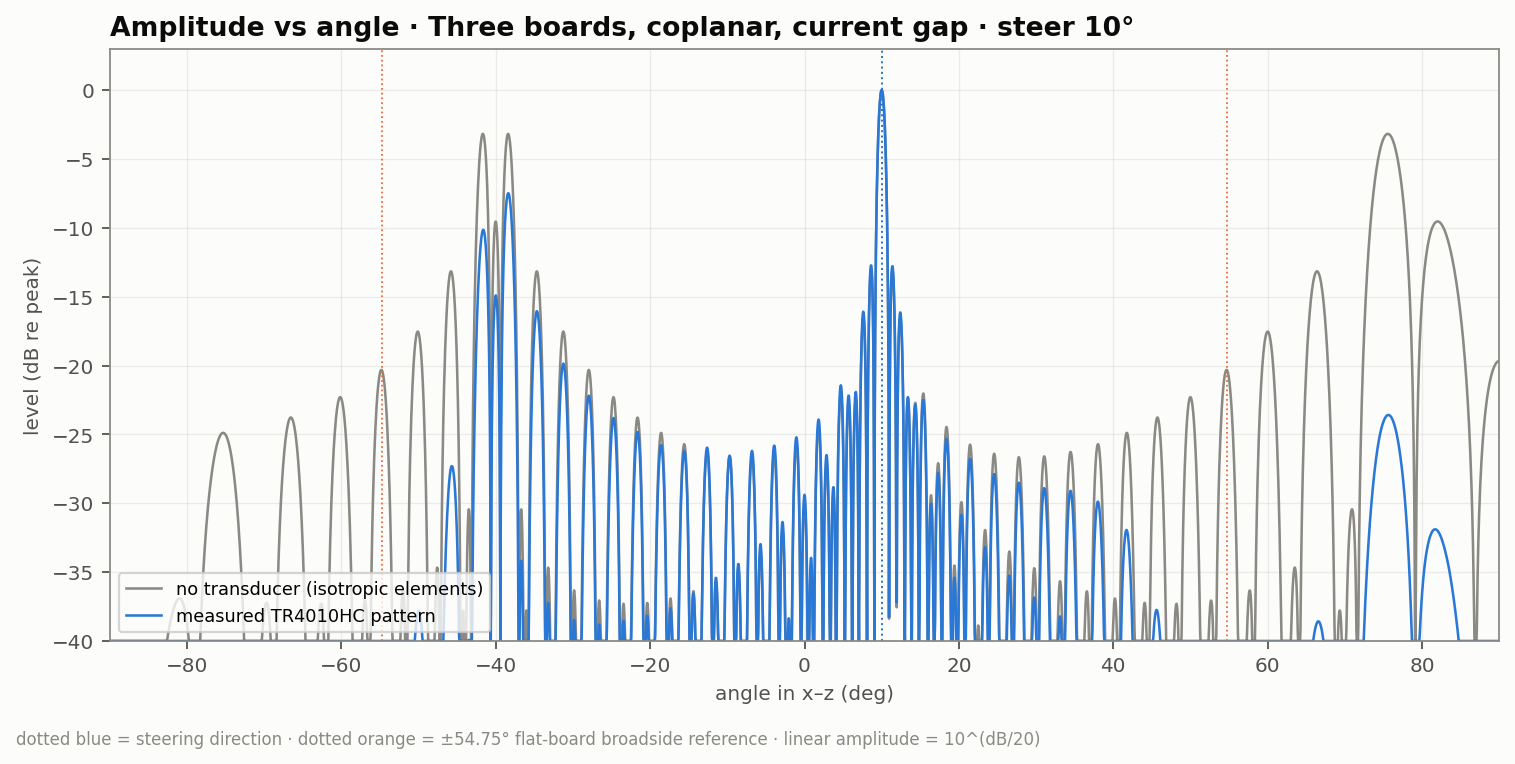 Amplitude vs angle · Three boards, coplanar, current gap · steer 10°
level (dB re peak)
0
−5
−10
−15
−20
−25
−30
−35
−40
no transducer (isotropic elements)
measured TR4010HC pattern
−80 −60 −40 −20 0 20 40 60 80
angle in x–z (deg)
dotted blue = steering direction · dotted orange = ±54.75° flat-board broadside reference · linear amplitude = 10^(dB/20)